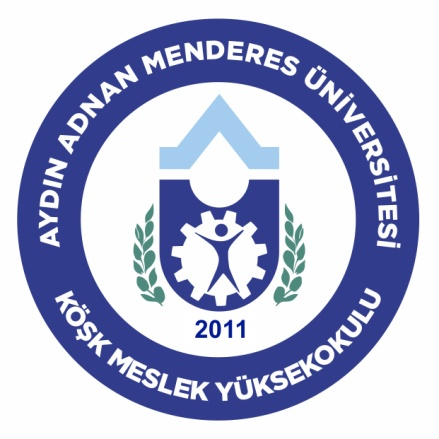 AYDIN ADNAN MENDERES ÜNİVERSİTESİ
2011
KÖŞK MESLEK YÜKSEKOKULU